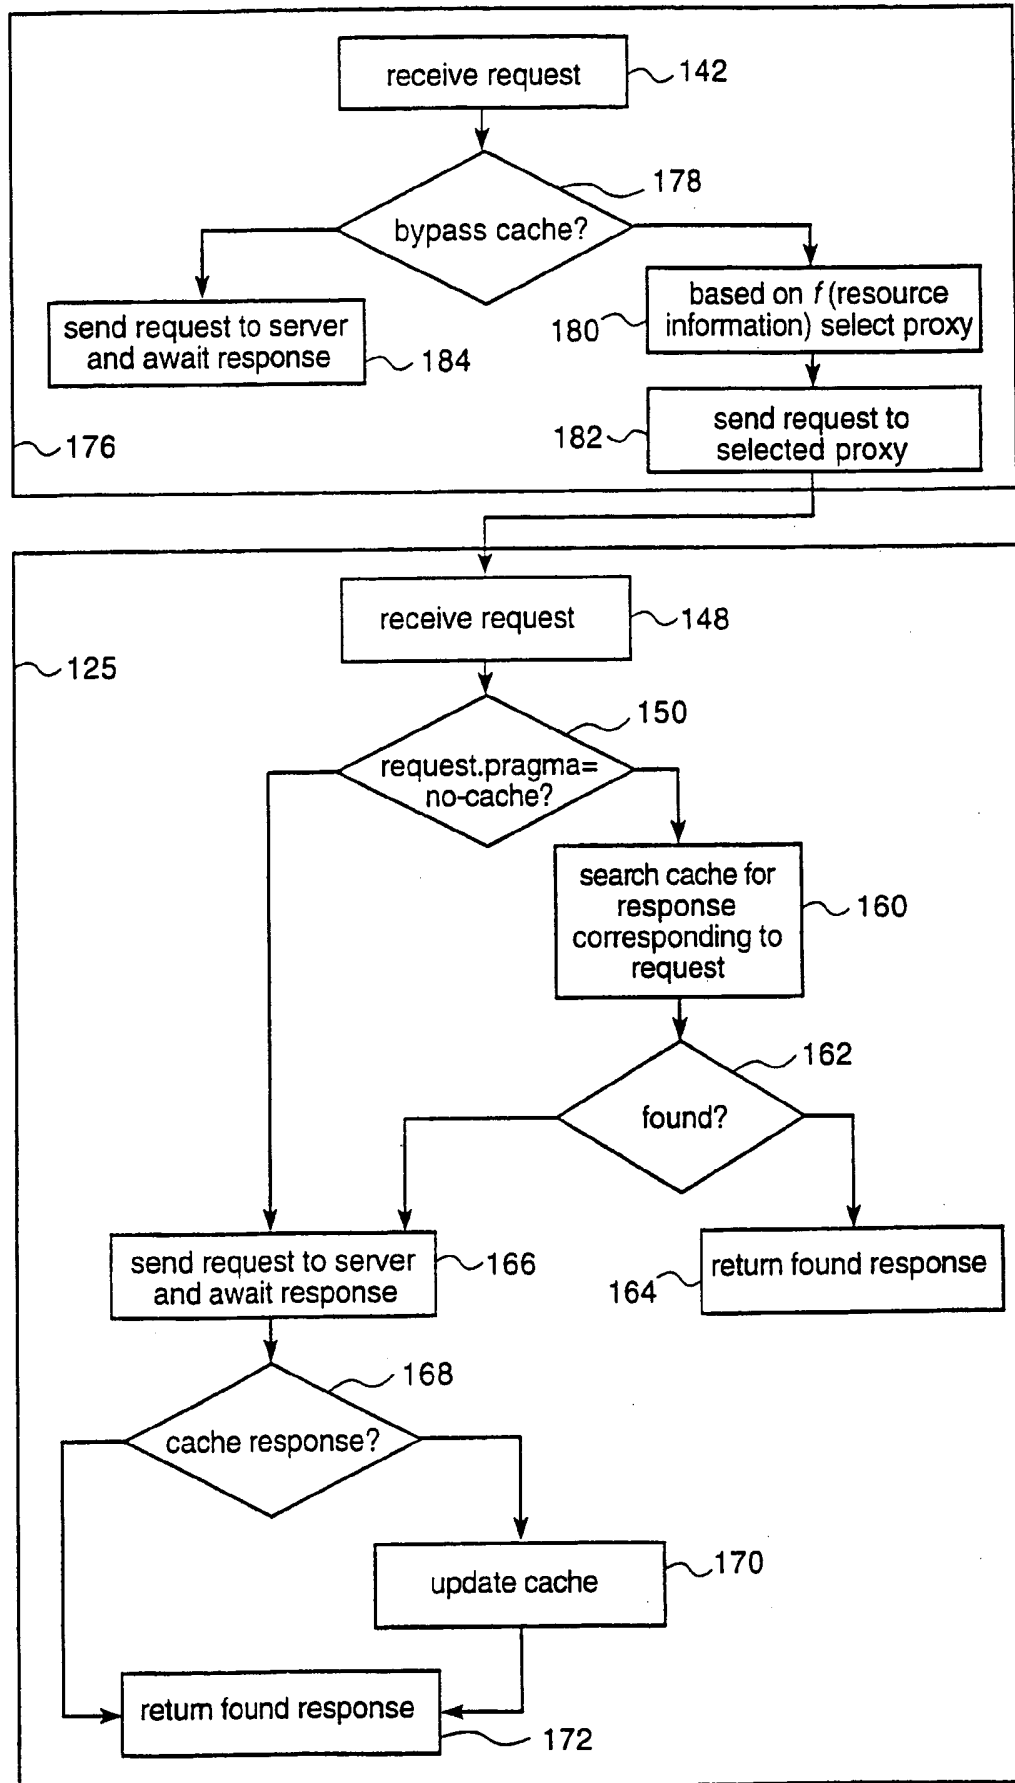 receive request
142
178
bypass cache?
send request to server
and await response
184
based on f (resource
information) select proxy
180
send request to
selected proxy
182
176
receive request
148
125
150
request.pragma=
no-cache?
search cache for
response
corresponding to
request
160
162
found?
send request to server
and await response
166
return found response
164
168
cache response?
update cache
170
return found response
172